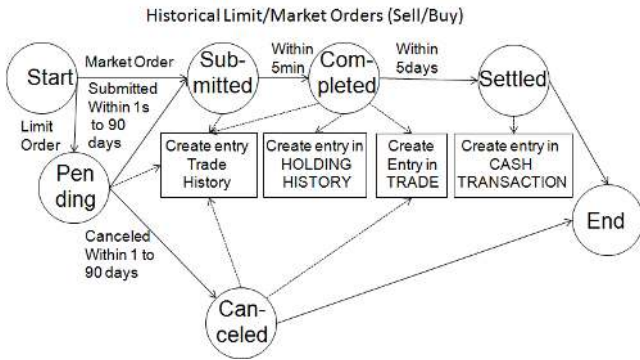 Historical Limit/Market Orders (Sell/Buy)
Start
Market Order
Sub-
mitted
Within
5min
Com-
pleted
Within
5days
Settled
Submitted
Within 1s
to 90
days
Limit
Order
Pen
ding
Create entry
Trade
History
Create entry in
HOLDING
HISTORY
Create
Entry in
TRADE
Create entry in
CASH
TRANSACTION
End
Canceled
Within 1 to
90 days
Can-
celed